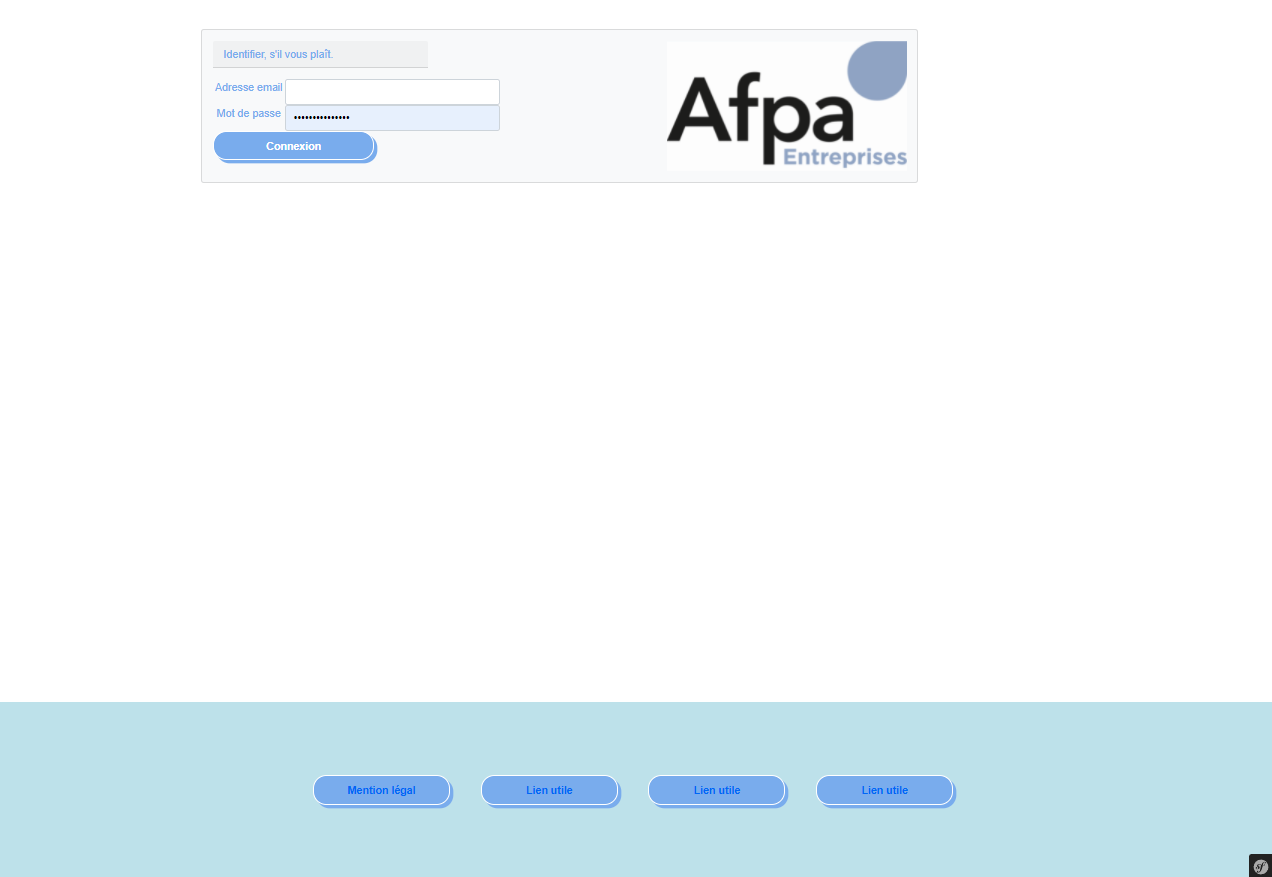 Identifier, s'il vous plaît.
Adresse email
Mot de passe •••••••••••••••
Connexion
Afpa
Entreprises
Mention légal
Lien utile
Lien utile
Lien utile
sf